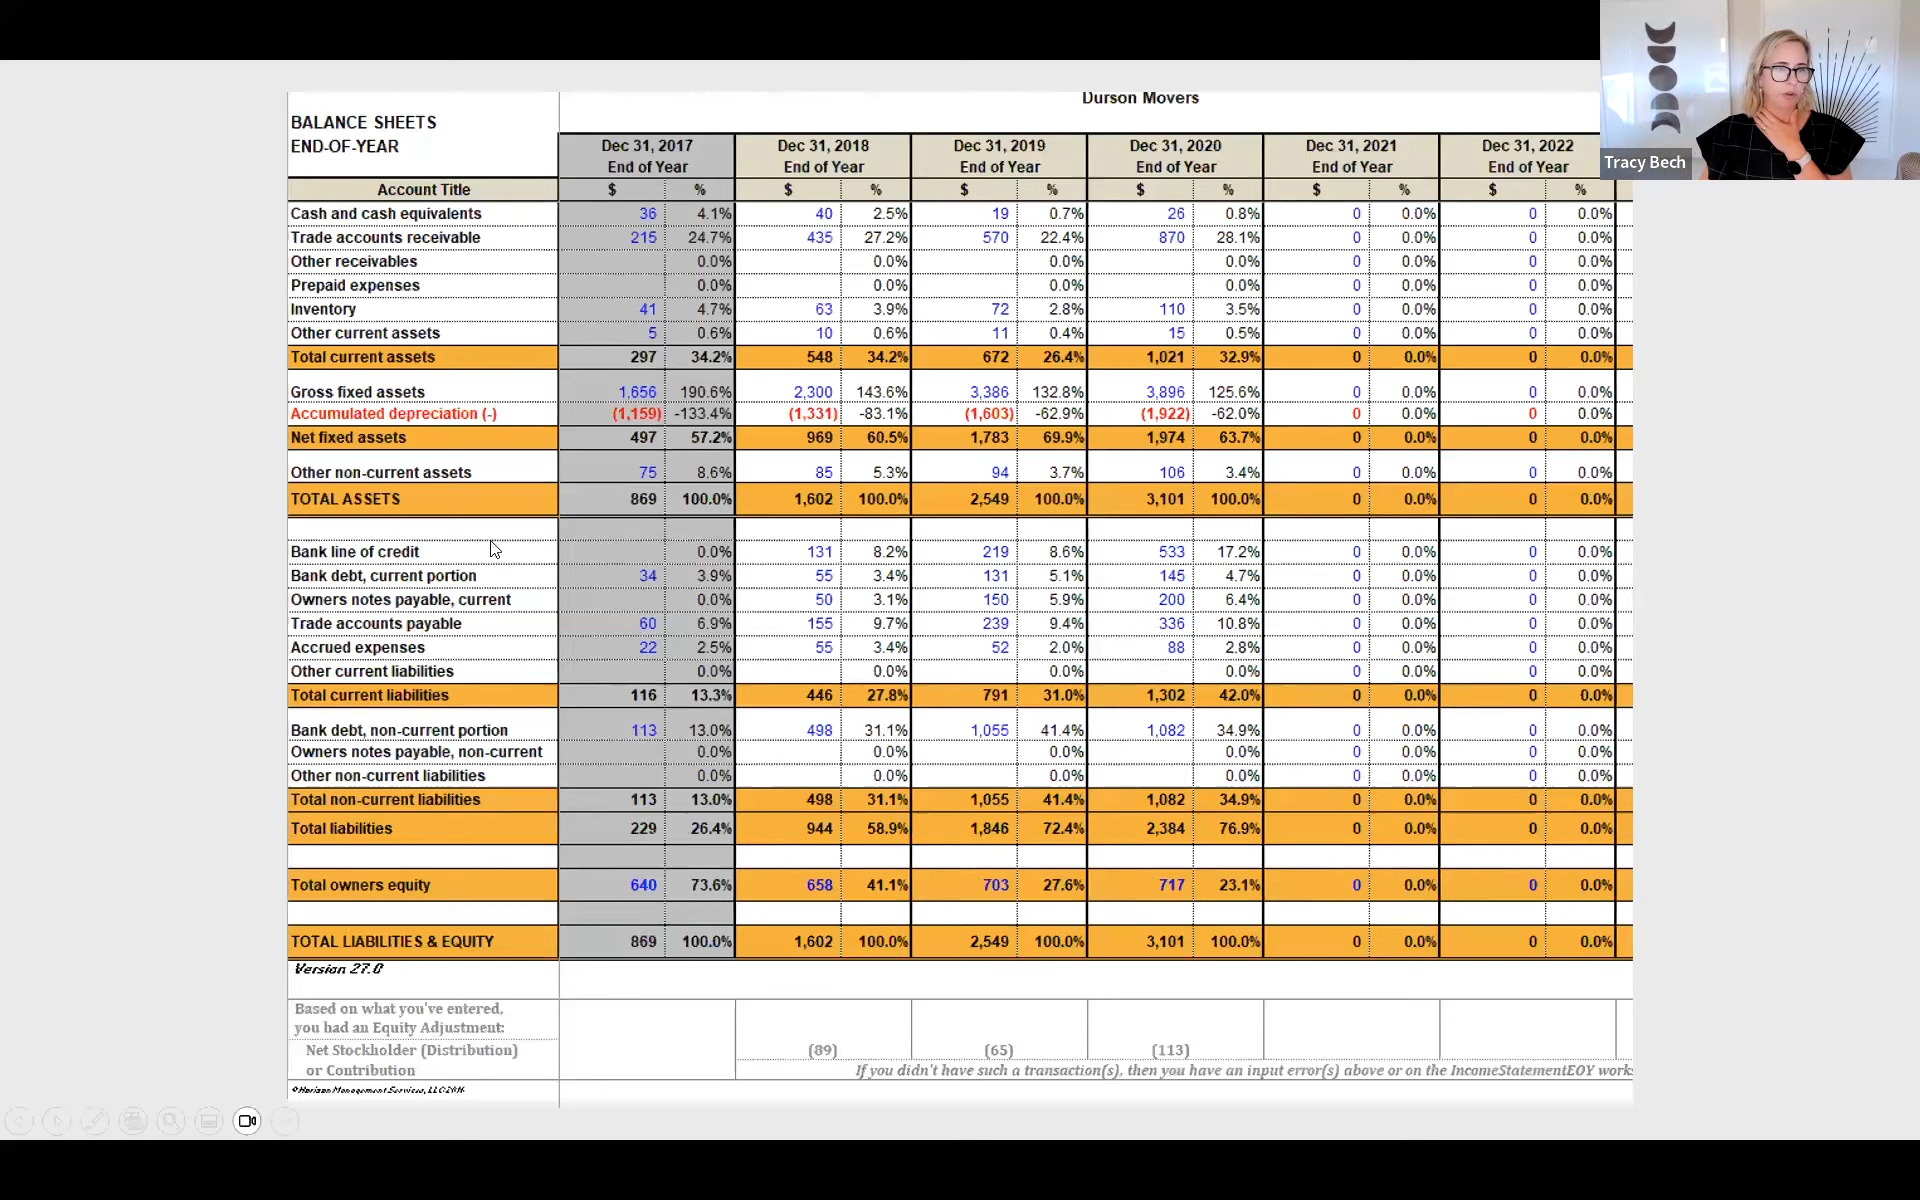 Durson Movers
Tracy Bech
BALANCE SHEETS
END-OF-YEAR
Dec 31, 2017 Dec 31, 2018 Dec 31, 2019 Dec 31, 2020 Dec 31, 2021 Dec 31, 2022
End of Year End of Year End of Year End of Year End of Year End of Year
Account Title $ % $ % $ % $ % $ % $ %
Cash and cash equivalents 36 4.1% 40 2.5% 19 0.7% 26 0.8% 0 0.0% 0 0.0%
Trade accounts receivable 215 24.7% 435 27.2% 570 22.4% 870 28.1% 0 0.0% 0 0.0%
Other receivables 0.0% 0.0% 0.0% 0.0% 0 0.0% 0 0.0%
Prepaid expenses 0.0% 0.0% 0.0% 0.0% 0 0.0% 0 0.0%
Inventory 41 4.7% 63 3.9% 72 2.8% 110 3.5% 0 0.0% 0 0.0%
Other current assets 5 0.6% 10 0.6% 11 0.4% 15 0.5% 0 0.0% 0 0.0%
Total current assets 297 34.2% 548 34.2% 672 26.4% 1,021 32.9% 0 0.0% 0 0.0%
Gross fixed assets 1,656 190.6% 2,300 143.6% 3,386 132.8% 3,896 125.6% 0 0.0% 0 0.0%
Accumulated depreciation (-) (1,159) -133.4% (1,331) -83.1% (1,603) -62.9% (1,922) -62.0% 0 0.0% 0 0.0%
Net fixed assets 497 57.2% 969 60.5% 1,783 69.9% 1,974 63.7% 0 0.0% 0 0.0%
Other non-current assets 75 8.6% 85 5.3% 94 3.7% 106 3.4% 0 0.0% 0 0.0%
TOTAL ASSETS 869 100.0% 1,602 100.0% 2,549 100.0% 3,101 100.0% 0 0.0% 0 0.0%
Bank line of credit 0.0% 131 8.2% 219 8.6% 533 17.2% 0 0.0% 0 0.0%
Bank debt, current portion 34 3.9% 55 3.4% 131 5.1% 145 4.7% 0 0.0% 0 0.0%
Owners notes payable, current 0.0% 50 3.1% 150 5.9% 200 6.4% 0 0.0% 0 0.0%
Trade accounts payable 60 6.9% 155 9.7% 239 9.4% 336 10.8% 0 0.0% 0 0.0%
Accrued expenses 22 2.5% 55 3.4% 52 2.0% 88 2.8% 0 0.0% 0 0.0%
Other current liabilities 0.0% 0.0% 0.0% 0.0% 0 0.0% 0 0.0%
Total current liabilities 116 13.3% 446 27.8% 791 31.0% 1,302 42.0% 0 0.0% 0 0.0%
Bank debt, non-current portion 113 13.0% 498 31.1% 1,055 41.4% 1,082 34.9% 0 0.0% 0 0.0%
Owners notes payable, non-current 0.0% 0.0% 0.0% 0.0% 0 0.0% 0 0.0%
Other non-current liabilities 0.0% 0.0% 0.0% 0.0% 0 0.0% 0 0.0%
Total non-current liabilities 113 13.0% 498 31.1% 1,055 41.4% 1,082 34.9% 0 0.0% 0 0.0%
Total liabilities 229 26.4% 944 58.9% 1,846 72.4% 2,384 76.9% 0 0.0% 0 0.0%
Total owners equity 640 73.6% 658 41.1% 703 27.6% 717 23.1% 0 0.0% 0 0.0%
TOTAL LIABILITIES & EQUITY 869 100.0% 1,602 100.0% 2,549 100.0% 3,101 100.0% 0 0.0% 0 0.0%
Version 27.0
Based on what you've entered,
you had an Equity Adjustment:
Net Stockholder (Distribution) (89) (65) (113)
or Contribution If you didn't have such a transaction(s), then you have an input error(s) above or on the IncomeStatementEOY works
©Horizon Management Services, LLC